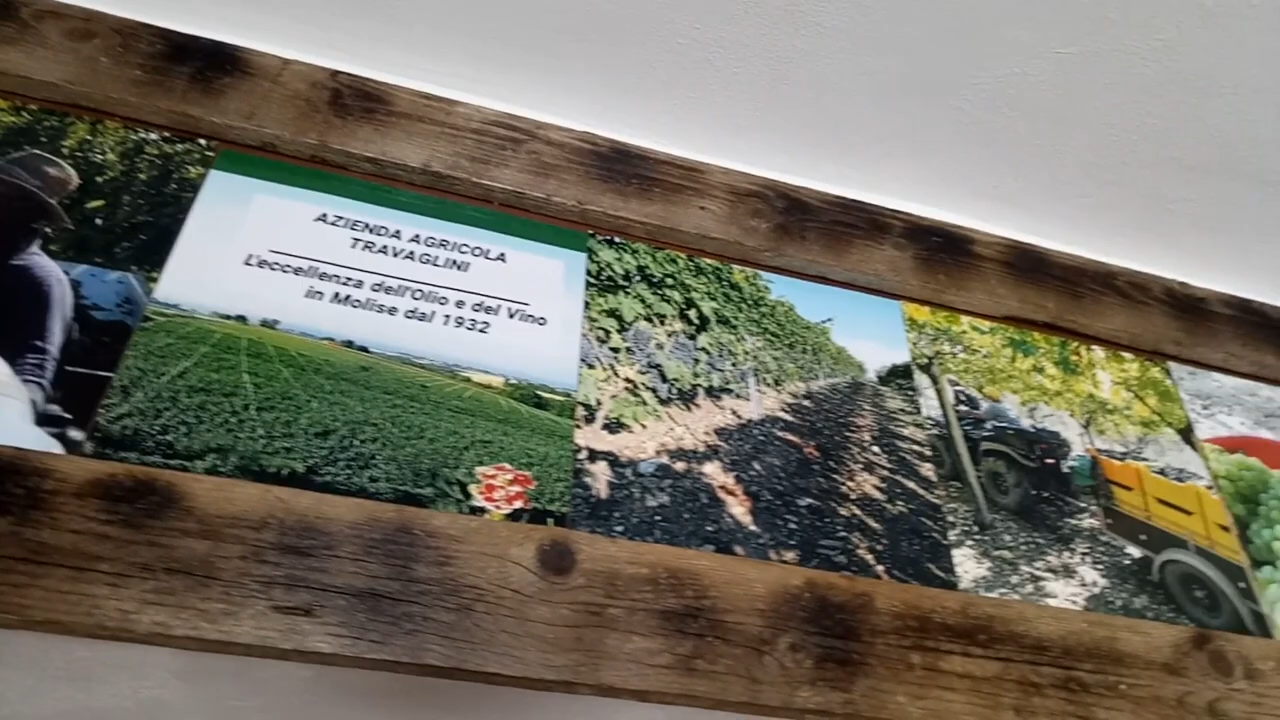 AZIENDA AGRICOLA
TRAVAGLINI
L'eccellenza dell'Olio e del Vino
in Molise dal 1932